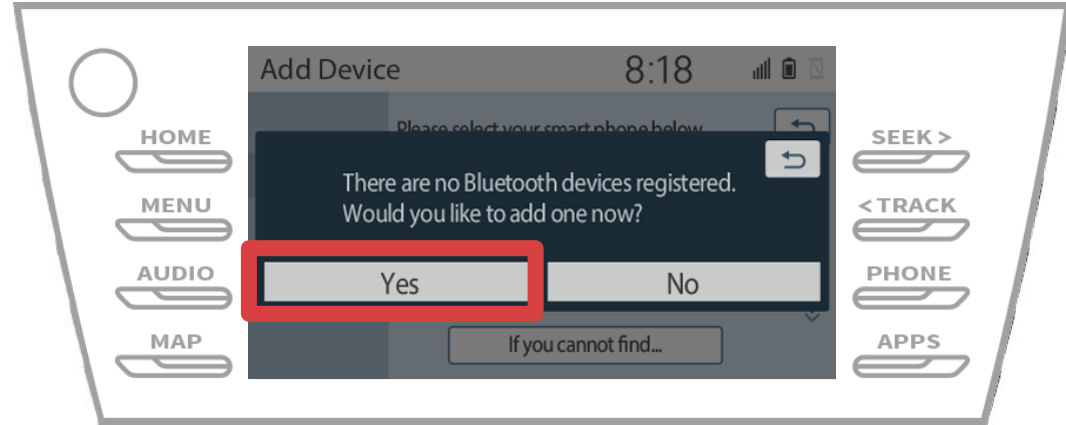 Add Device
8:18
Please select your smart phone below
There are no Bluetooth devices registered.
Would you like to add one now?
Yes
No
If you cannot find...
HOME
MENU
AUDIO
MAP
SEEK >
< TRACK
PHONE
APPS